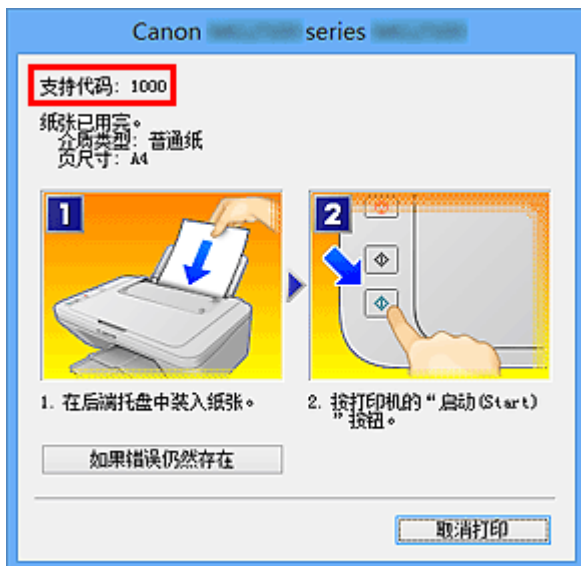 Canon series
支持代码: 1000
纸张已用完。
介质类型: 普通纸
页尺寸: A4
1
2
1. 在后端托盘中装入纸张。
2. 按打印机的“启动(Start)
”按钮。
如果错误仍然存在
取消打印